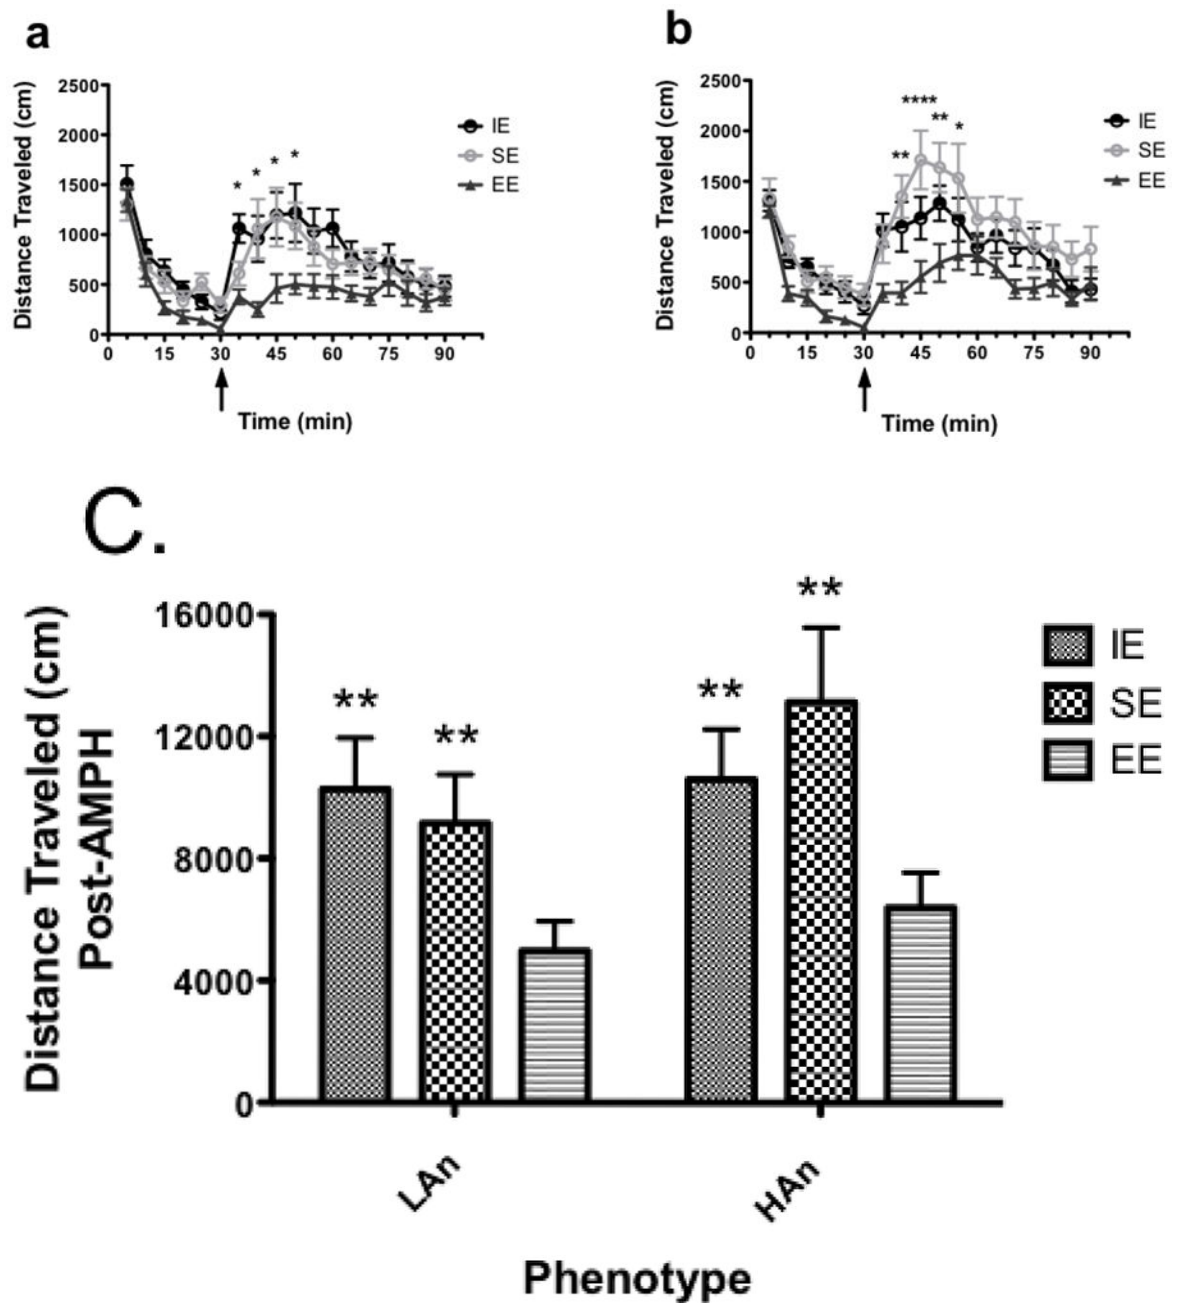 a
Distance Traveled (cm)
2500
2000
1500
1000
500
0
* * * *
0 15 30 45 60 75 90
Time (min)
IE
SE
EE
b
Distance Traveled (cm)
2500
2000
1500
1000
500
0
** **** ** *
0 15 30 45 60 75 90
Time (min)
IE
SE
EE
C.
Distance Traveled (cm)
Post-AMPH
16000
12000
8000
4000
0
** ** ** **
LAn HAn
Phenotype
IE
SE
EE